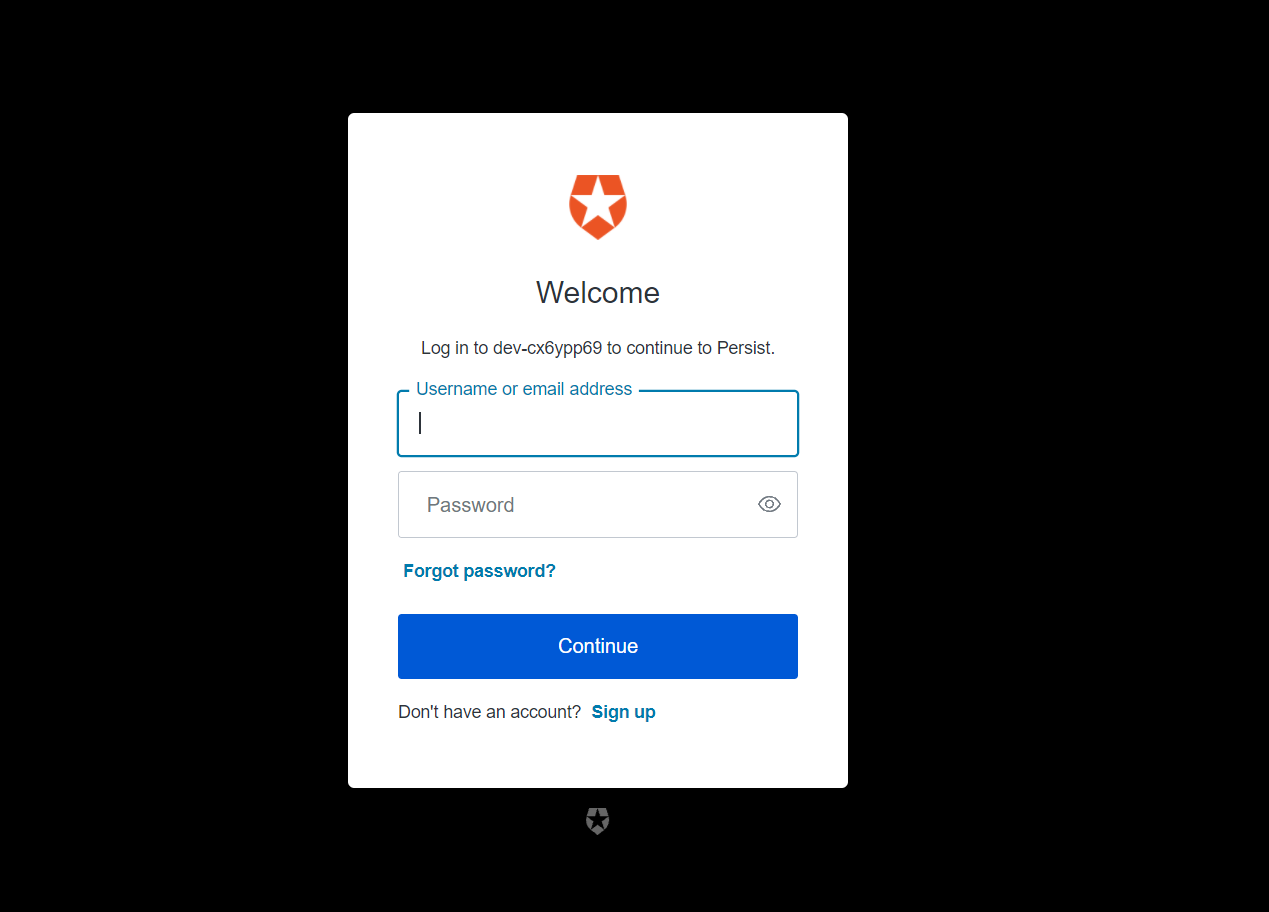 Welcome
Log in to dev-cx6ypp69 to continue to Persist.
Username or email address
Password
Forgot password?
Continue
Don't have an account? Sign up